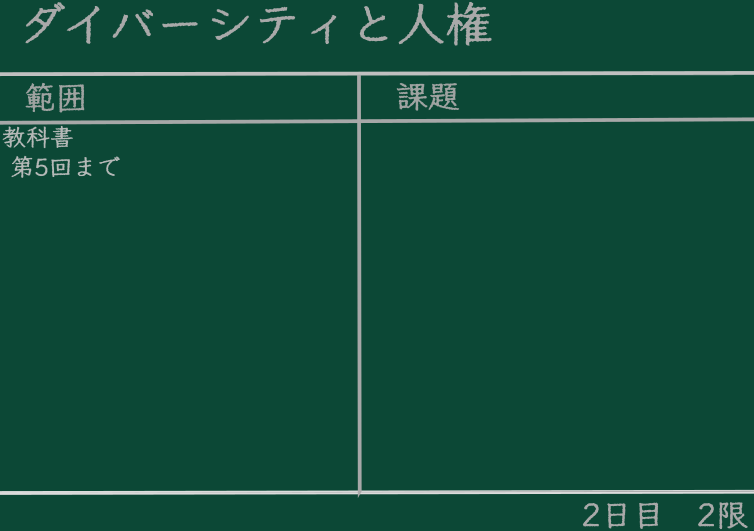 ダイバーシティと人権
範囲
課題
教科書
第5回まで
2日目 2限